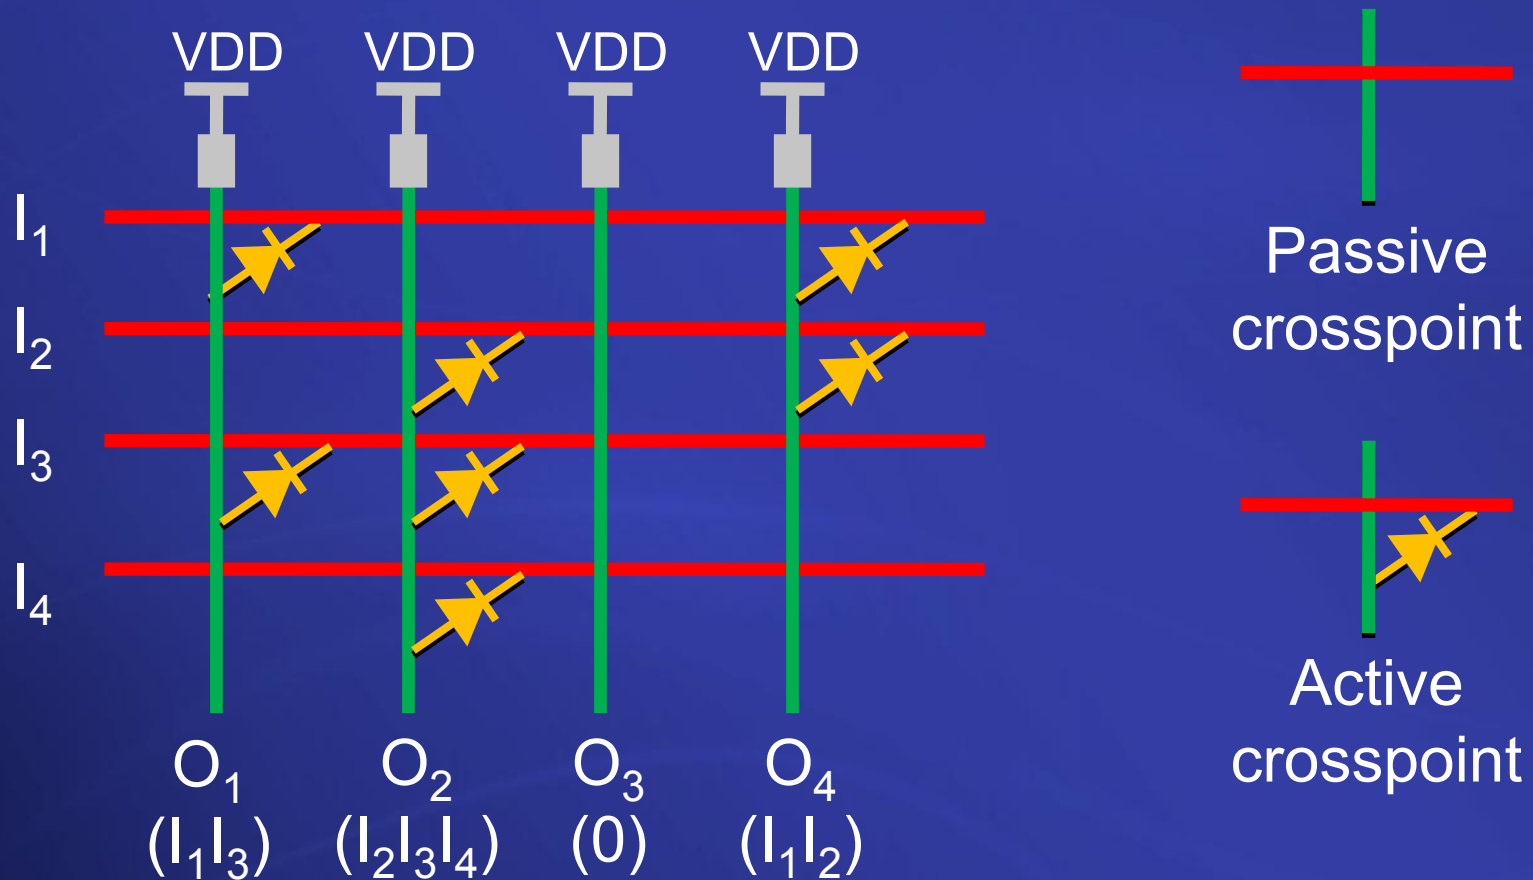 VDD VDD VDD VDD
I₁
I₂
I₃
I₄
O₁ O₂ O₃ O₄
(I₁I₃) (I₂I₃I₄) (0) (I₁I₂)
Passive
crosspoint
Active
crosspoint